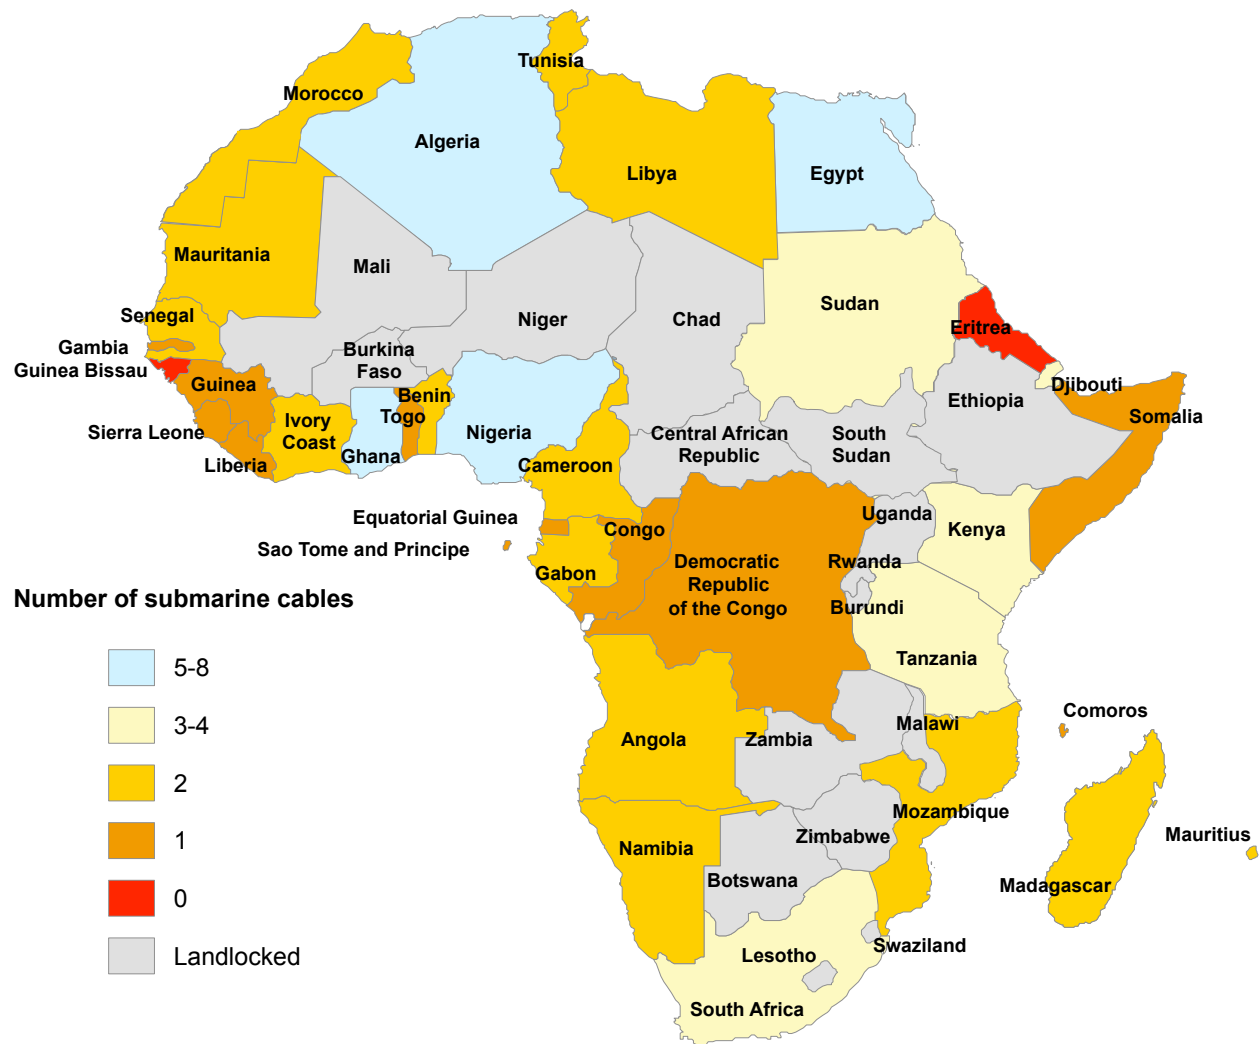 Tunisia
Morocco
Algeria
Libya
Egypt
Mauritania
Mali
Niger
Chad
Sudan
Senegal
Eritrea
Gambia
Guinea Bissau
Guinea
Burkina
Faso
Benin
Togo
Djibouti
Ethiopia
Somalia
Sierra Leone
Liberia
Ivory
Coast
Ghana
Nigeria
Cameroon
Central African
Republic
South
Sudan
Equatorial Guinea
Sao Tome and Principe
Congo
Gabon
Democratic
Republic
of the Congo
Uganda
Kenya
Rwanda
Burundi
Tanzania
Number of submarine cables
5-8
3-4
2
1
0
Landlocked
Comoros
Angola
Zambia
Malawi
Mozambique
Mauritius
Namibia
Zimbabwe
Botswana
Madagascar
Swaziland
Lesotho
South Africa